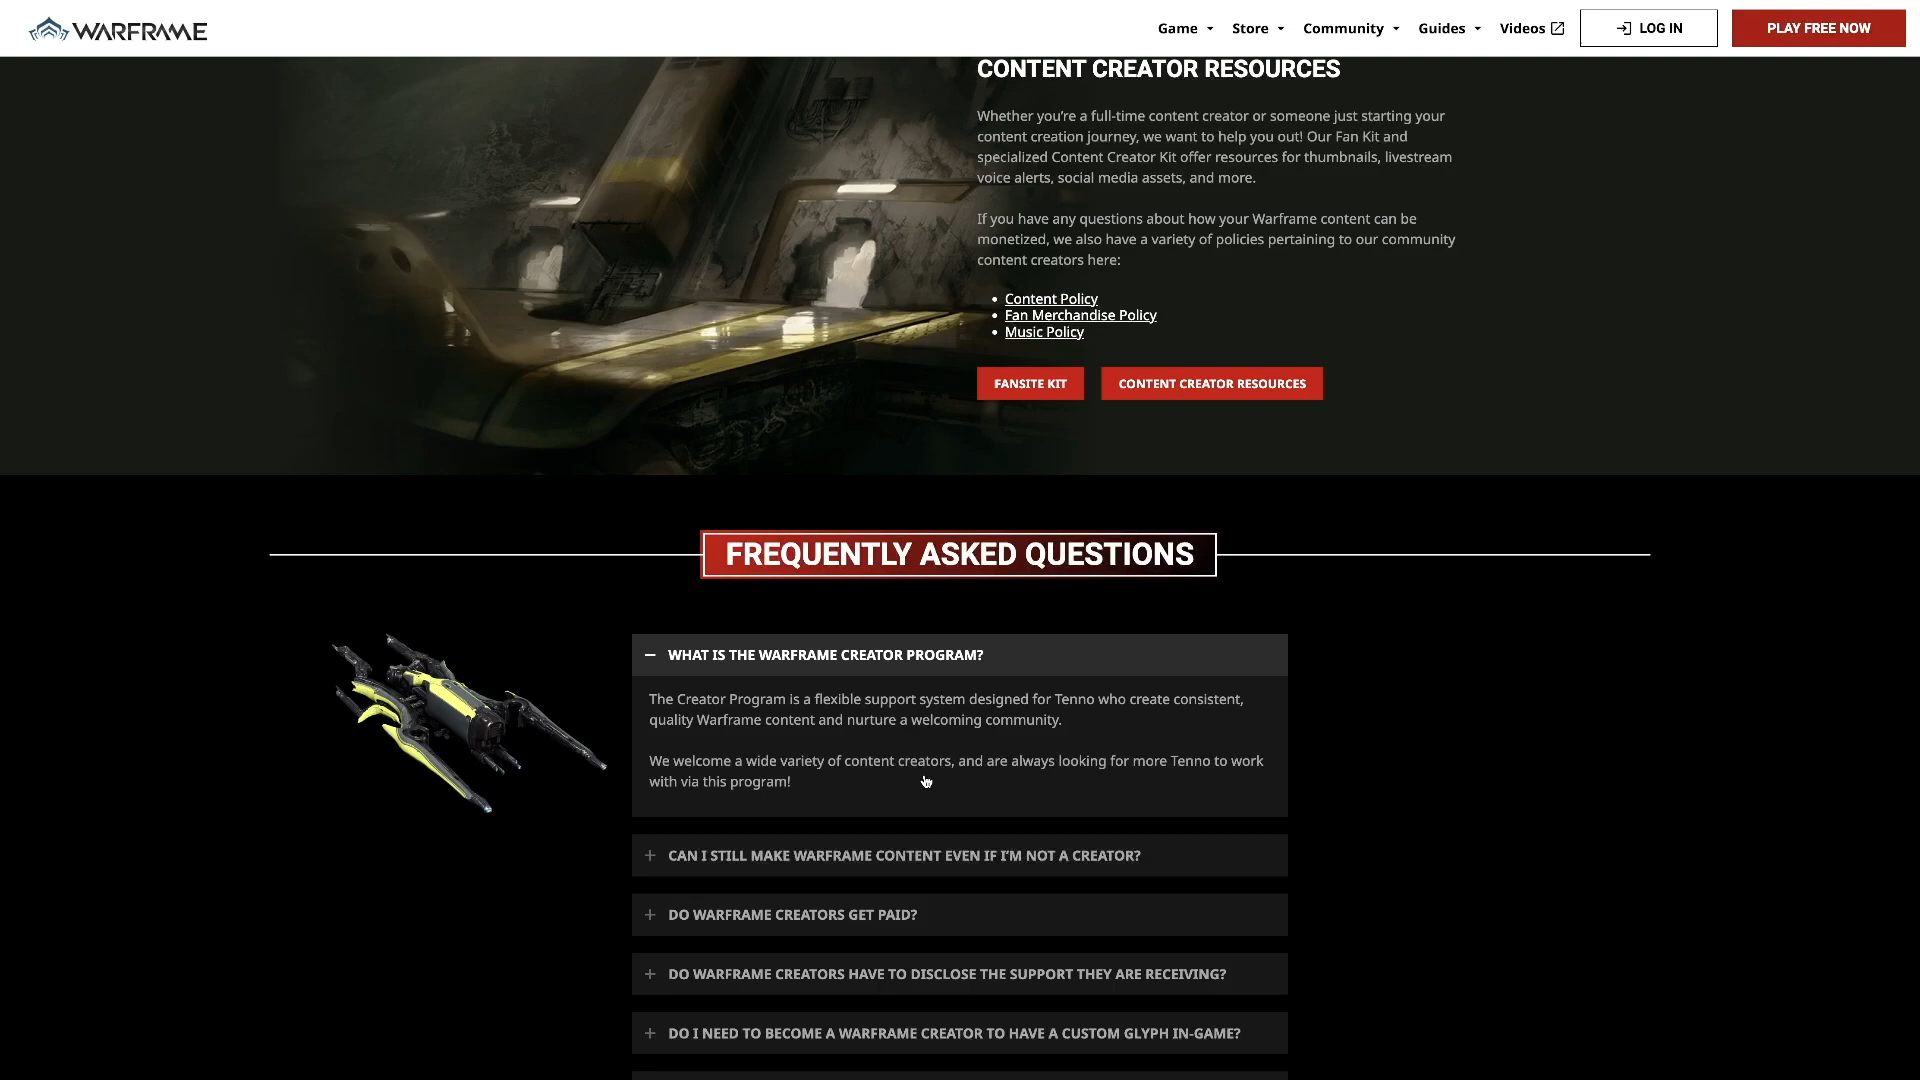 WARFRAME
Game
Store
Community
Guides
Videos
LOG IN
PLAY FREE NOW
CONTENT CREATOR RESOURCES
Whether you're a full-time content creator or someone just starting your
content creation journey, we want to help you out! Our Fan Kit and
specialized Content Creator Kit offer resources for thumbnails, livestream
voice alerts, social media assets, and more.
If you have any questions about how your Warframe content can be
monetized, we also have a variety of policies pertaining to our community
content creators here:
• Content Policy
• Fan Merchandise Policy
• Music Policy
FANSITE KIT
CONTENT CREATOR RESOURCES
FREQUENTLY ASKED QUESTIONS
WHAT IS THE WARFRAME CREATOR PROGRAM?
The Creator Program is a flexible support system designed for Tenno who create consistent,
quality Warframe content and nurture a welcoming community.
We welcome a wide variety of content creators, and are always looking for more Tenno to work
with via this program!
CAN I STILL MAKE WARFRAME CONTENT EVEN IF I'M NOT A CREATOR?
DO WARFRAME CREATORS GET PAID?
DO WARFRAME CREATORS HAVE TO DISCLOSE THE SUPPORT THEY ARE RECEIVING?
DO I NEED TO BECOME A WARFRAME CREATOR TO HAVE A CUSTOM GLYPH IN-GAME?